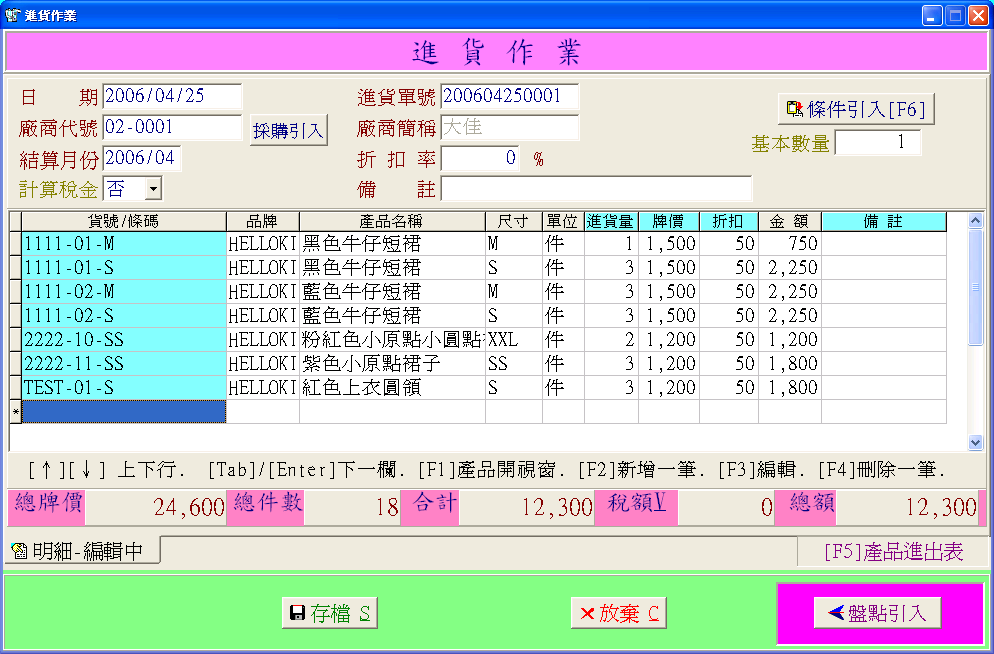 進貨作業
進 貨 作 業
日 期 2006/04/25 進貨單號 200604250001 條件引入[F6]
廠商代號 02-0001 採購引入 廠商簡稱 大佳 基本數量 1
結算月份 2006/04 折 扣 率 0 %
計算稅金 否 備 註
貨號/條碼 品牌 產品名稱 尺寸 單位 進貨量 牌價 折扣 金 額 備 註
1111-01-M HELLOKI 黑色牛仔短裙 M 件 1 1,500 50 750
1111-01-S HELLOKI 黑色牛仔短裙 S 件 3 1,500 50 2,250
1111-02-M HELLOKI 藍色牛仔短裙 M 件 3 1,500 50 2,250
1111-02-S HELLOKI 藍色牛仔短裙 S 件 3 1,500 50 2,250
2222-10-SS HELLOKI 粉紅色小原點小圓點 XXL 件 2 1,200 50 1,200
2222-11-SS HELLOKI 紫色小原點裙子 SS 件 3 1,200 50 1,800
TEST-01-S HELLOKI 紅色上衣圓領 S 件 3 1,200 50 1,800
*
[↑][↓] 上下行. [Tab]/[Enter]下一欄. [F1]產品開視窗. [F2]新增一筆. [F3]編輯. [F4]刪除一筆.
總牌價 24,600 總件數 18 合計 12,300 稅額V 0 總額 12,300
明細-編輯中 [F5]產品進出表
存檔 S 放棄 C 盤點引入